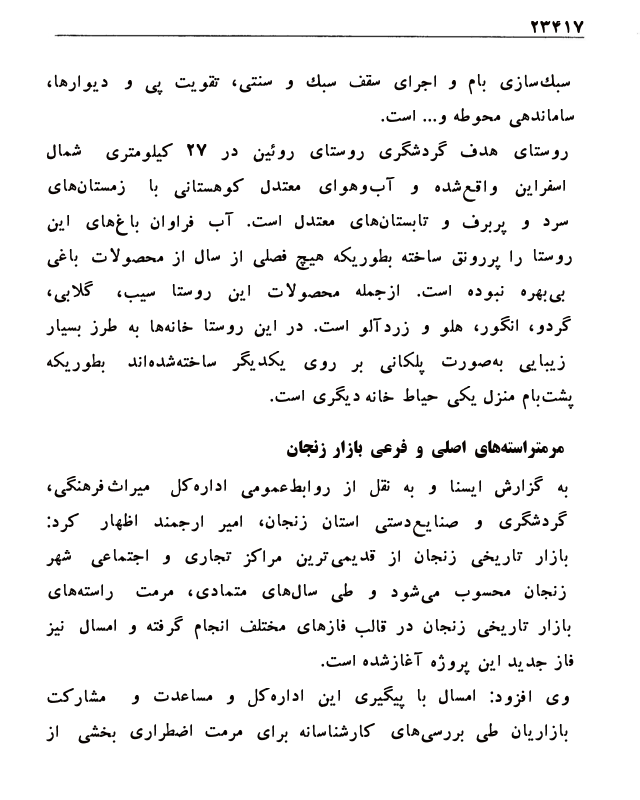 ۲۳۴۱۷
سبك‌سازی بام و اجرای سقف سبك و سنتی، تقویت پی و دیوارها،
ساماندهی محوطه و... است.
روستای هدف گردشگری روستای روئین در ۲۷ کیلومتری شمال
اسفراین واقع‌شده و آب‌وهوای معتدل کوهستانی با زمستان‌های
سرد و پربرف و تابستان‌های معتدل است. آب فراوان باغ‌های این
روستا را پررونق ساخته بطوریکه هیچ فصلی از سال از محصولات باغی
بی‌بهره نبوده است. ازجمله محصولات این روستا سیب، گلابی،
گردو، انگور، هلو و زردآلو است. در این روستا خانه‌ها به طرز بسیار
زیبایی به‌صورت پلکانی بر روی یکدیگر ساخته‌شده‌اند بطوریکه
پشت‌بام منزل یکی حیاط خانه دیگری است.
مرمتراسته‌های اصلی و فرعی بازار زنجان
به گزارش ایسنا و به نقل از روابط‌عمومی اداره‌کل میراث‌فرهنگی،
گردشگری و صنایع‌دستی استان زنجان، امیر ارجمند اظهار کرد:
بازار تاریخی زنجان از قدیمی‌ترین مراکز تجاری و اجتماعی شهر
زنجان محسوب می‌شود و طی سال‌های متمادی، مرمت راسته‌های
بازار تاریخی زنجان در قالب فازهای مختلف انجام گرفته و امسال نیز
فاز جدید این پروژه آغازشده است.
وی افزود: امسال با پیگیری این اداره‌کل و مساعدت و مشارکت
بازاریان طی بررسی‌های کارشناسانه برای مرمت اضطراری بخشی از